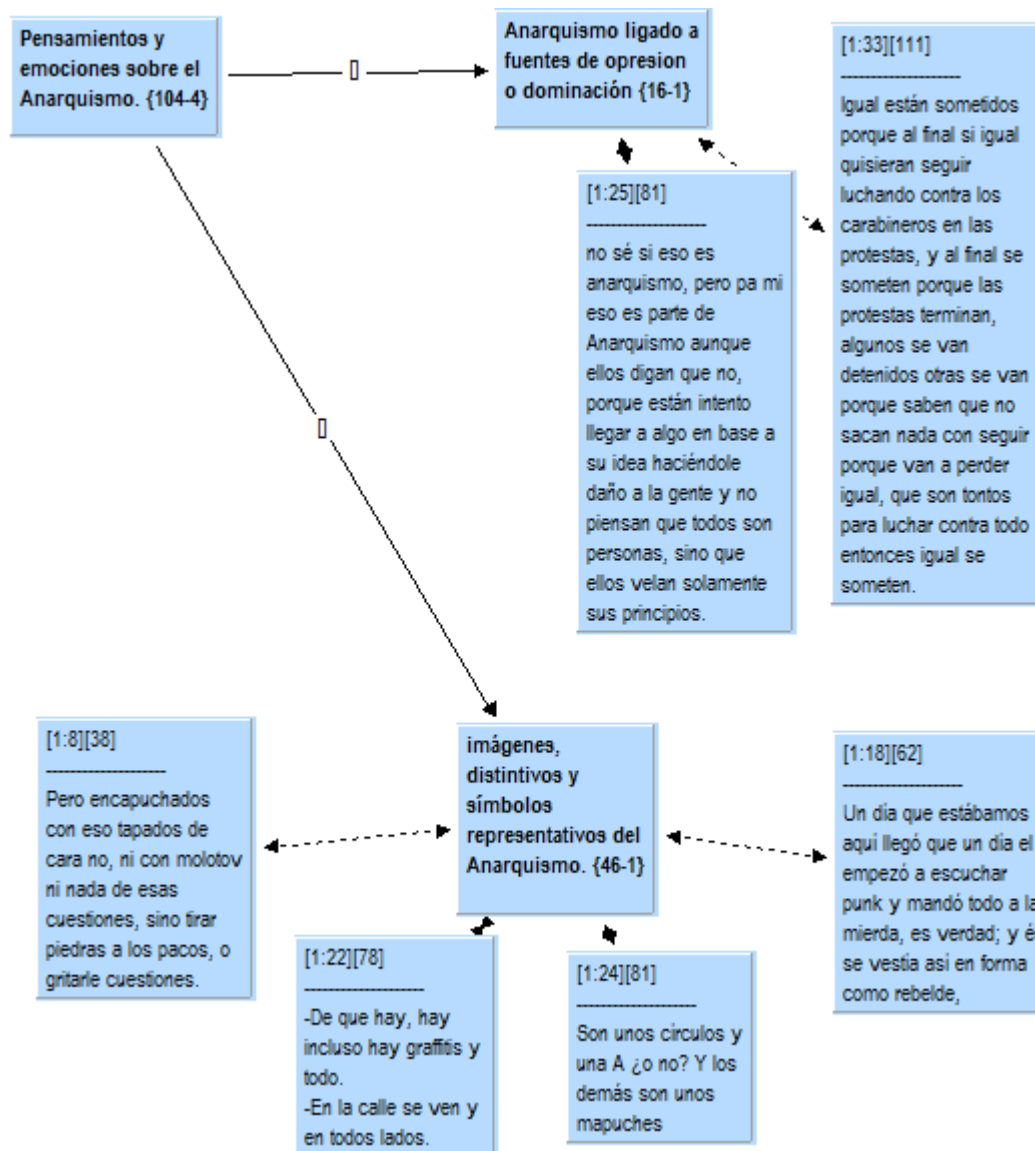 Pensamientos y
emociones sobre el
Anarquismo. {104-4}
Anarquismo ligado a
fuentes de opresion
o dominación {16-1}
[1:33][111]
--------------------
Igual están sometidos
porque al final si igual
quisieran seguir
luchando contra los
carabineros en las
protestas, y al final se
someten porque las
protestas terminan,
algunos se van
detenidos otras se van
porque saben que no
sacan nada con seguir
porque van a perder
igual, que son tontos
para luchar contra todo
entonces igual se
someten.
[1:25][81]
--------------------
no sé si eso es
anarquismo, pero pa mi
eso es parte de
Anarquismo aunque
ellos digan que no,
porque están intento
llegar a algo en base a
su idea haciéndole
daño a la gente y no
piensan que todos son
personas, sino que
ellos velan solamente
sus principios.
[1:8][38]
--------------------
Pero encapuchados
con eso tapados de
cara no, ni con molotov
ni nada de esas
cuestiones, sino tirar
piedras a los pacos, o
gritarle cuestiones.
imágenes,
distintivos y
símbolos
representativos del
Anarquismo. {46-1}
[1:18][62]
--------------------
Un día que estábamos
aquí llegó que un día el
empezó a escuchar
punk y mandó todo a la
mierda, es verdad; y é
se vestía asi en forma
como rebelde,
[1:22][78]
--------------------
-De que hay, hay
incluso hay graffitis y
todo.
-En la calle se ven y
en todos lados.
[1:24][81]
--------------------
Son unos círculos y
una A ¿o no? Y los
demás son unos
mapuches